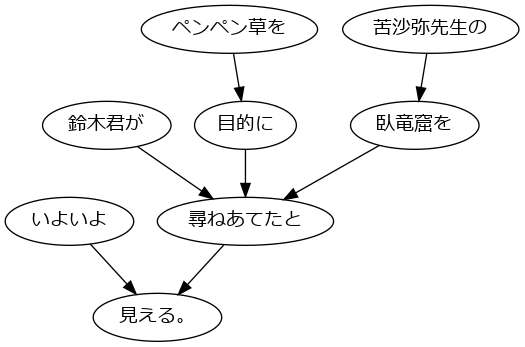 ペンペン草を
苦沙弥先生の
鈴木君が
目的に
臥竜窟を
いよいよ
尋ねあてたと
見える。